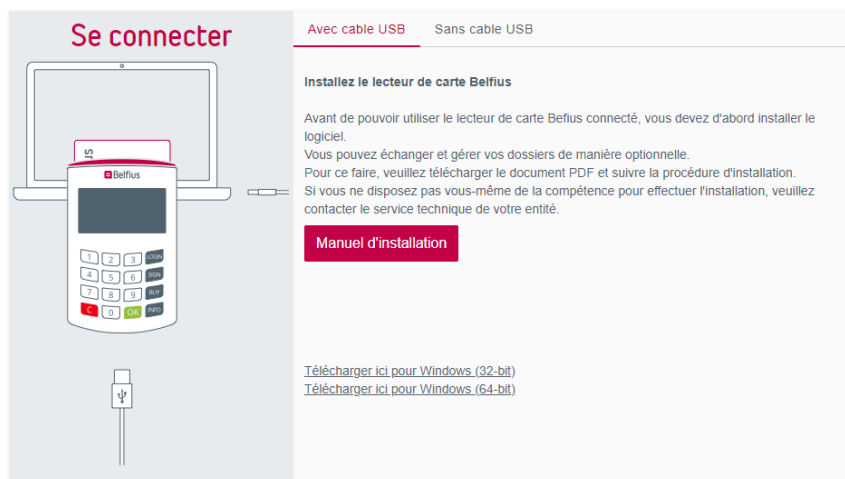 Se connecter
Avec cable USB
Sans cable USB
Installez le lecteur de carte Belfius
Avant de pouvoir utiliser le lecteur de carte Befius connecté, vous devez d'abord installer le
logiciel.
Vous pouvez échanger et gérer vos dossiers de manière optionnelle.
Pour ce faire, veuillez télécharger le document PDF et suivre la procédure d'installation.
Si vous ne disposez pas vous-même de la compétence pour effectuer l'installation, veuillez
contacter le service technique de votre entité.
Manuel d'installation
Télécharger ici pour Windows (32-bit)
Télécharger ici pour Windows (64-bit)
Belfius
1 2 3 LOGIN
4 5 6 SIGN
7 8 9 BUY
C 0 OK INFO